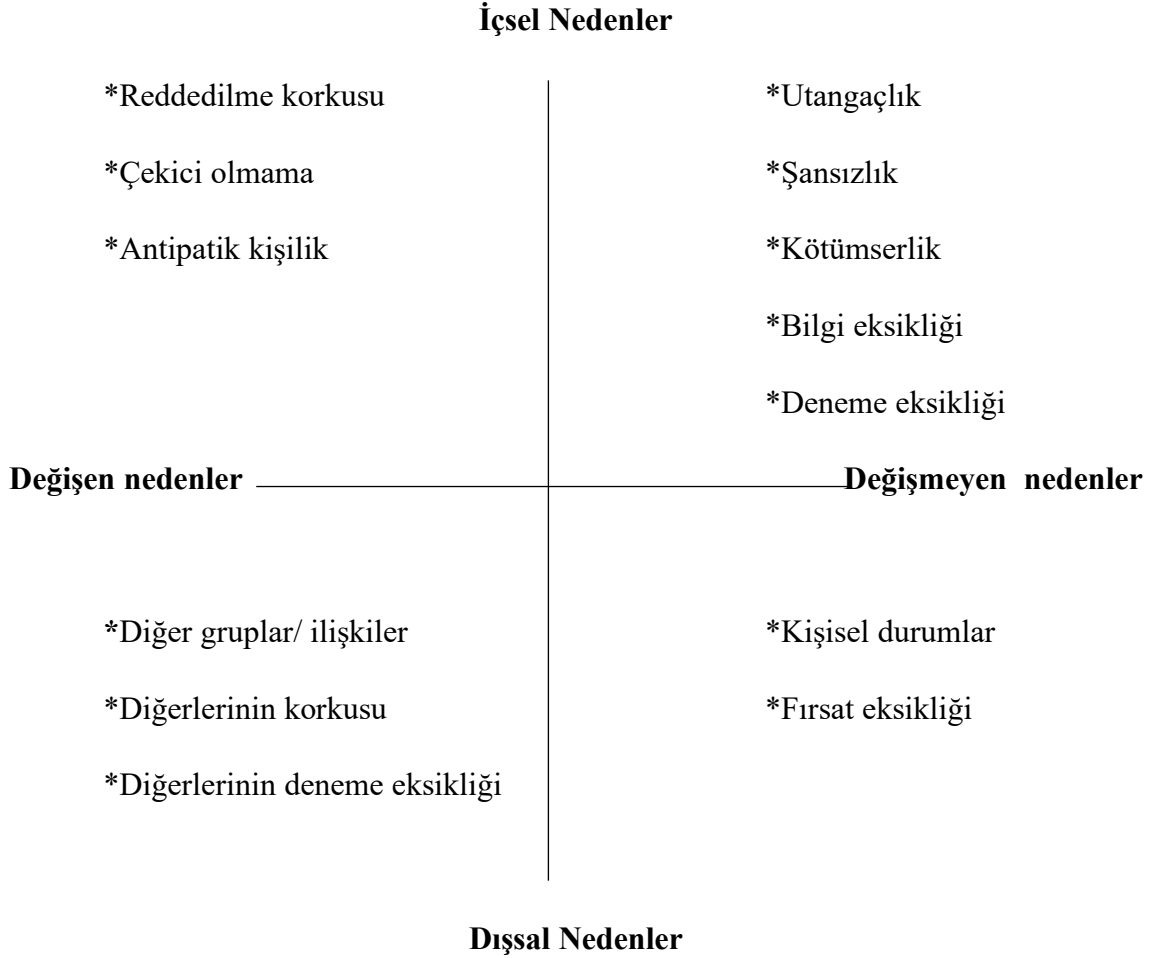 İçsel Nedenler
*Reddedilme korkusu *Utangaçlık
*Çekici olmama *Şansızlık
*Antipatik kişilik *Kötümserlik
*Bilgi eksikliği
*Deneme eksikliği
Değişen nedenler Değişmeyen nedenler
*Diğer gruplar/ ilişkiler *Kişisel durumlar
*Diğerlerinin korkusu *Fırsat eksikliği
*Diğerlerinin deneme eksikliği
Dışsal Nedenler